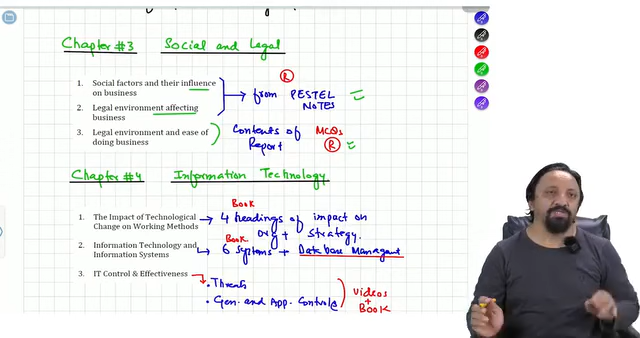 Chapter #3 Social and Legal
1. Social factors and their influence on business
2. Legal environment affecting business
from PESTEL NOTES
R
3. Legal environment and ease of doing business
Contents of Report
MCQs
R
Chapter #4 Information Technology
1. The Impact of Technological Change on Working Methods
Book
4 headings of impact on org + strategy.
2. Information Technology and Information Systems
Book
6 systems + Database Managant
3. IT Control & Effectiveness
• Threats
• Gen. and App. Controls
Videos + Book